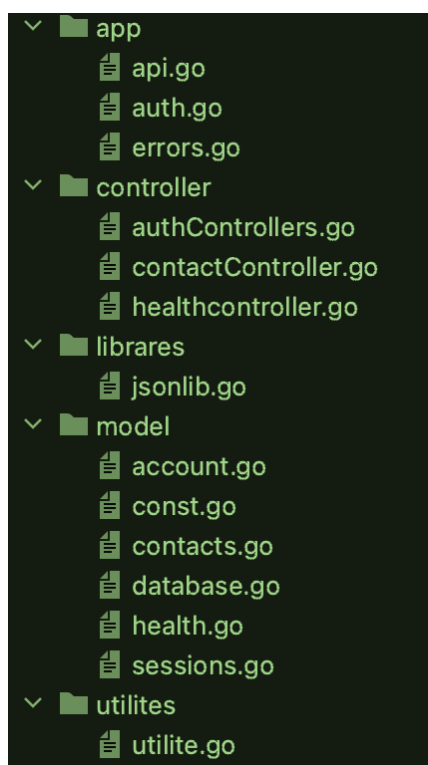 app
api.go
auth.go
errors.go
controller
authControllers.go
contactController.go
healthcontroller.go
librares
jsonlib.go
model
account.go
const.go
contacts.go
database.go
health.go
sessions.go
utilites
utilite.go